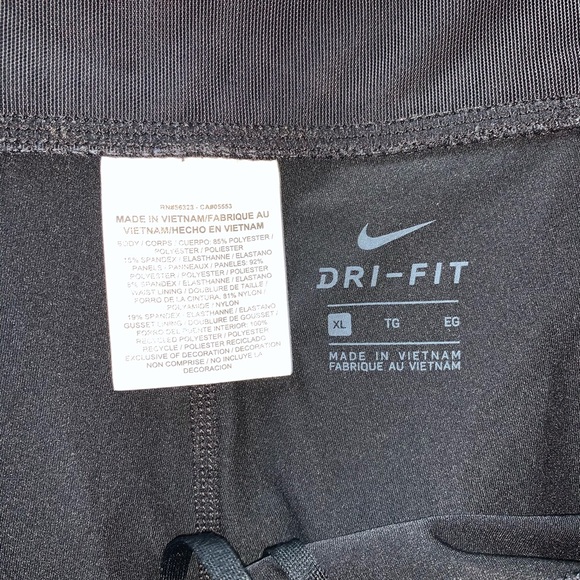 RN#56323 - CA#05553
MADE IN VIETNAM/FABRIQUE AU
VIETNAM/HECHO EN VIETNAM
BODY / CORPS / CUERPO: 85% POLYESTER /
POLYESTER / POLIESTER
15% SPANDEX / ELASTHANNE / ELASTANO
PANELS - PANNEAUX / PANELES: 92%
POLYESTER / POLYESTER / POLIESTER
8% SPANDEX / ELASTHANNE / ELASTANO
WAIST LINING / DOUBLURE DE TAILLE /
FORRO DE LA CINTURA: 81% NYLON /
POLYAMIDE / NYLON
19% SPANDEX / ELASTHANNE / ELASTANO
GUSSET LINING / DOUBLURE DE GOUSSET /
FORRO DEL PUENTE INTERIOR: 100%
RECYCLED POLYESTER / POLYESTER
RECYCLE / POLIESTER RECICLADO
EXCLUSIVE OF DECORATION / DECORATION
NON COMPRISE / NO INCLUYE LA
DECORACION
DRI-FIT
XL TG EG
MADE IN VIETNAM
FABRIQUE AU VIETNAM